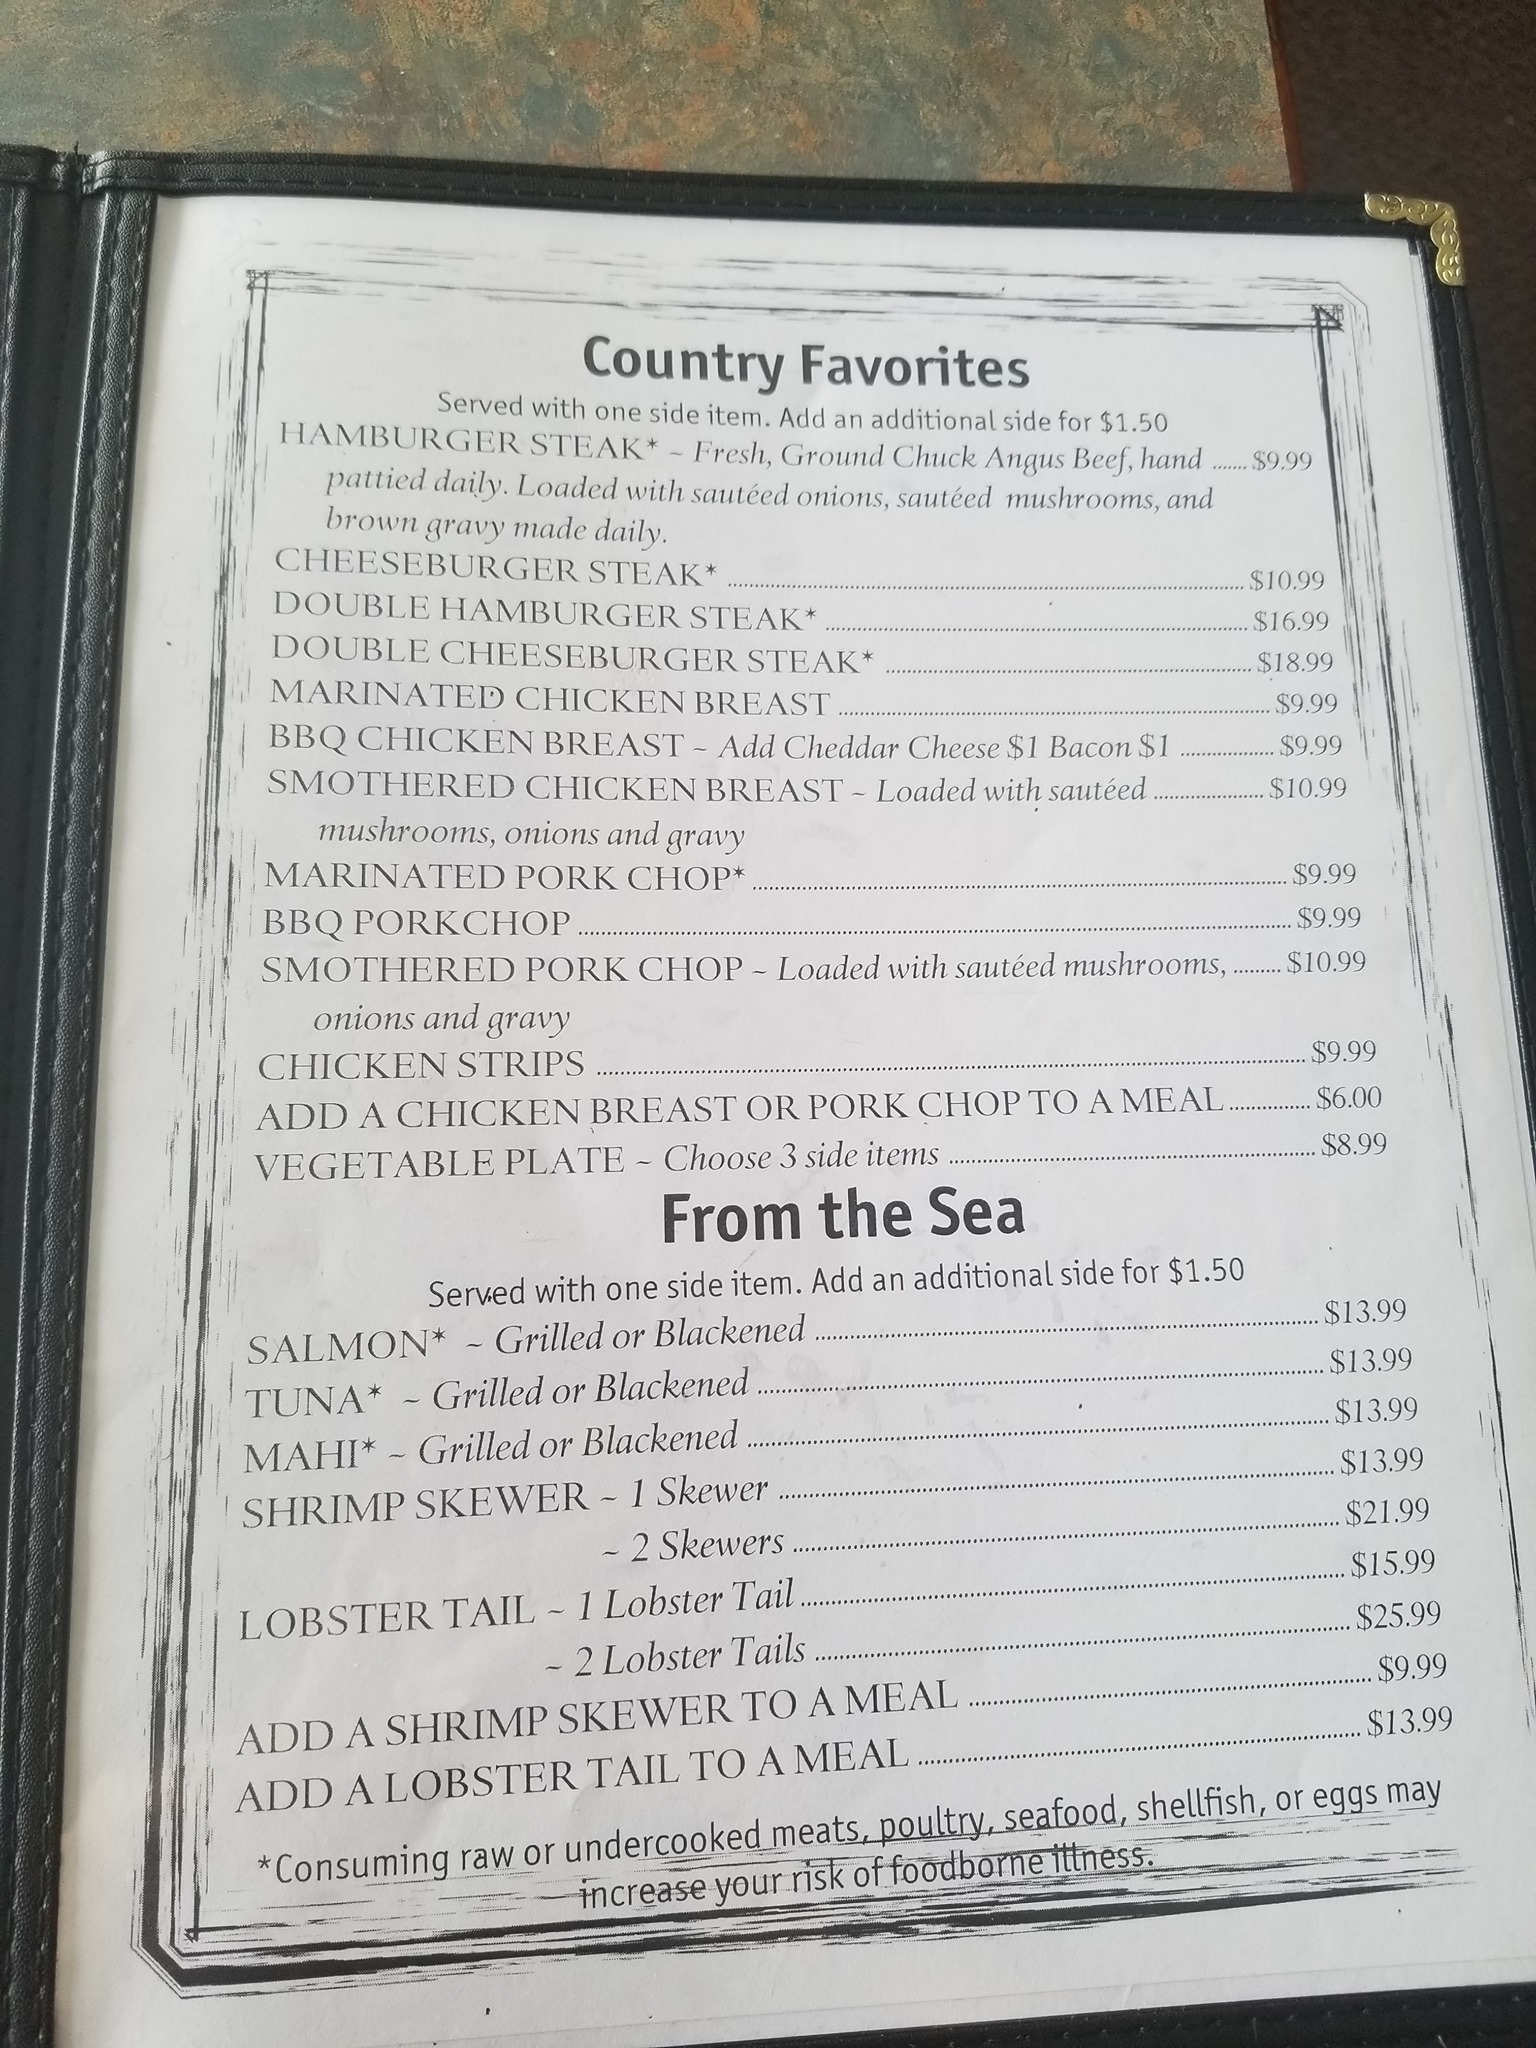 Country Favorites
Served with one side item. Add an additional side for $1.50
HAMBURGER STEAK* ~ Fresh, Ground Chuck Angus Beef, hand ....... $9.99
pattied daily. Loaded with sautéed onions, sautéed mushrooms, and
brown gravy made daily.
CHEESEBURGER STEAK* ....... $10.99
DOUBLE HAMBURGER STEAK* ....... $16.99
DOUBLE CHEESEBURGER STEAK* ....... $18.99
MARINATED CHICKEN BREAST ....... $9.99
BBQ CHICKEN BREAST ~ Add Cheddar Cheese $1 Bacon $1 ....... $9.99
SMOTHERED CHICKEN BREAST ~ Loaded with sautéed ....... $10.99
mushrooms, onions and gravy
MARINATED PORK CHOP* ....... $9.99
BBQ PORKCHOP ....... $9.99
SMOTHERED PORK CHOP ~ Loaded with sautéed mushrooms, ....... $10.99
onions and gravy
CHICKEN STRIPS ....... $9.99
ADD A CHICKEN BREAST OR PORK CHOP TO A MEAL ....... $6.00
VEGETABLE PLATE ~ Choose 3 side items ....... $8.99
From the Sea
Served with one side item. Add an additional side for $1.50
SALMON* ~ Grilled or Blackened ....... $13.99
TUNA* ~ Grilled or Blackened ....... $13.99
MAHI* ~ Grilled or Blackened ....... $13.99
SHRIMP SKEWER ~ 1 Skewer ....... $13.99
~ 2 Skewers ....... $21.99
LOBSTER TAIL ~ 1 Lobster Tail ....... $15.99
~ 2 Lobster Tails ....... $25.99
ADD A SHRIMP SKEWER TO A MEAL ....... $9.99
ADD A LOBSTER TAIL TO A MEAL ....... $13.99
*Consuming raw or undercooked meats, poultry, seafood, shellfish, or eggs may
increase your risk of foodborne illness.